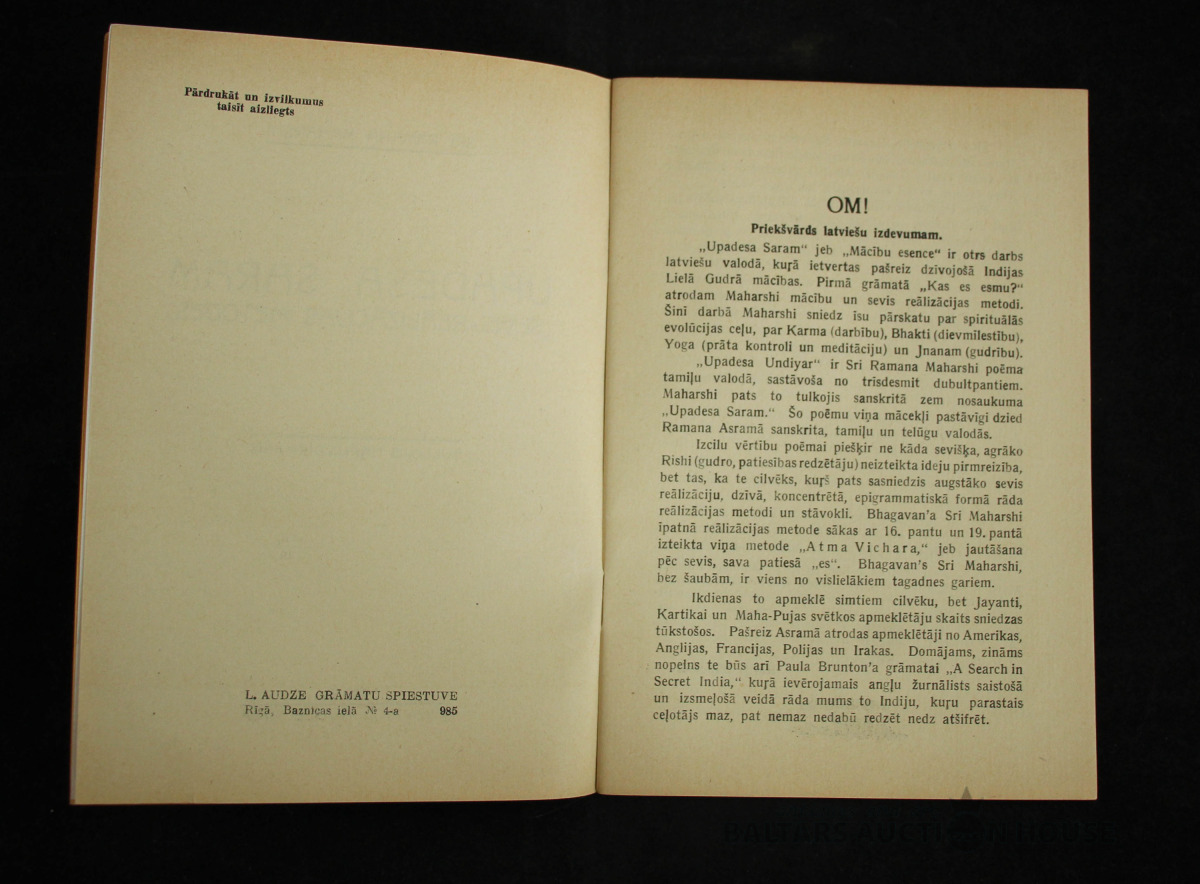 Pārdrukāt un izvilkumus
taisīt aizliegts
L. AUDZE GRĀMATU SPIESTUVE
Rīgā, Baznīcas ielā № 4-a 985
OM!
Priekšvārds latviešu izdevumam.
„Upadesa Saram“ jeb „Mācību esence“ ir otrs darbs
latviešu valodā, kuŗā ietvertas pašreiz dzīvojošā Indijas
Lielā Gudrā mācības. Pirmā grāmatā „Kas es esmu?“
atrodam Maharshi mācību un sevis reālizācijas metodi.
Šinī darbā Maharshi sniedz īsu pārskatu par spirituālās
evolūcijas ceļu, par Karma (darbību), Bhakti (dievmīlestību),
Yoga (prāta kontroli un meditāciju) un Jnanam (gudrību).
„Upadesa Undiyar“ ir Sri Ramana Maharshi poēma
tamiļu valodā, sastāvoša no trīsdesmit dubultpantiem.
Maharshi pats to tulkojis sanskritā zem nosaukuma
„Upadesa Saram.“ Šo poēmu viņa mācekļi pastāvīgi dzied
Ramana Asramā sanskrita, tamiļu un telūgu valodās.
Izcilu vērtību poēmai piešķir ne kāda sevišķa, agrāko
Rishi (gudro, patiesības redzētāju) neizteikta ideju pirmreizība,
bet tas, ka te cilvēks, kuŗš pats sasniedzis augstāko sevis
reālizāciju, dzīvā, koncentrētā, epigrammatiskā formā rāda
reālizācijas metodi un stāvokli. Bhagavan'a Sri Maharshi
īpatnā reālizācijas metode sākas ar 16. pantu un 19. pantā
izteikta viņa metode „Atma Vichara,“ jeb jautāšana
pēc sevis, sava patiesā „es“. Bhagavan's Sri Maharshi,
bez šaubām, ir viens no vislielākiem tagadnes gariem.
Ikdienas to apmeklē simtiem cilvēku, bet Jayanti,
Kartikai un Maha-Pujas svētkos apmeklētāju skaits sniedzas
tūkstošos. Pašreiz Asramā atrodas apmeklētāji no Amerikas,
Anglijas, Francijas, Polijas un Irakas. Domājams, zināms
nopelns te būs arī Paula Brunton'a grāmatai „A Search in
Secret India,“ kuŗā ievērojamais angļu žurnālists saistošā
un izsmeļošā veidā rāda mums to Indiju, kuŗu parastais
ceļotājs maz, pat nemaz nedabū redzēt nedz atšifrēt.
BALTARS AUCTION HOUSE